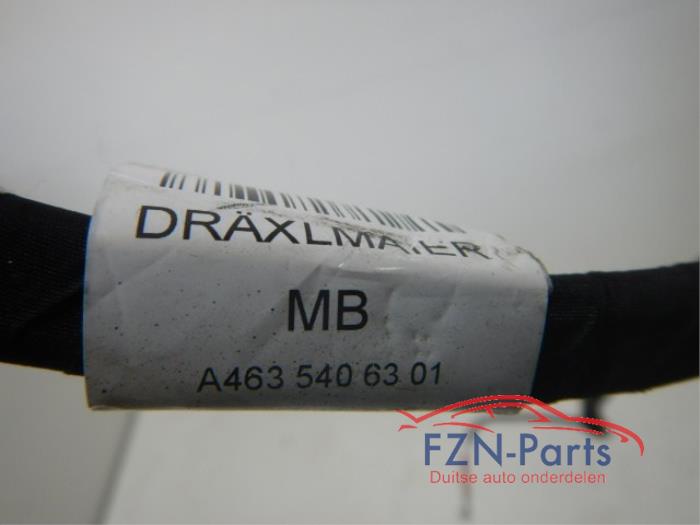 DRÄXLMAIER
MB
A463 540 63 01
FZN-Parts
Duitse auto onderdelen